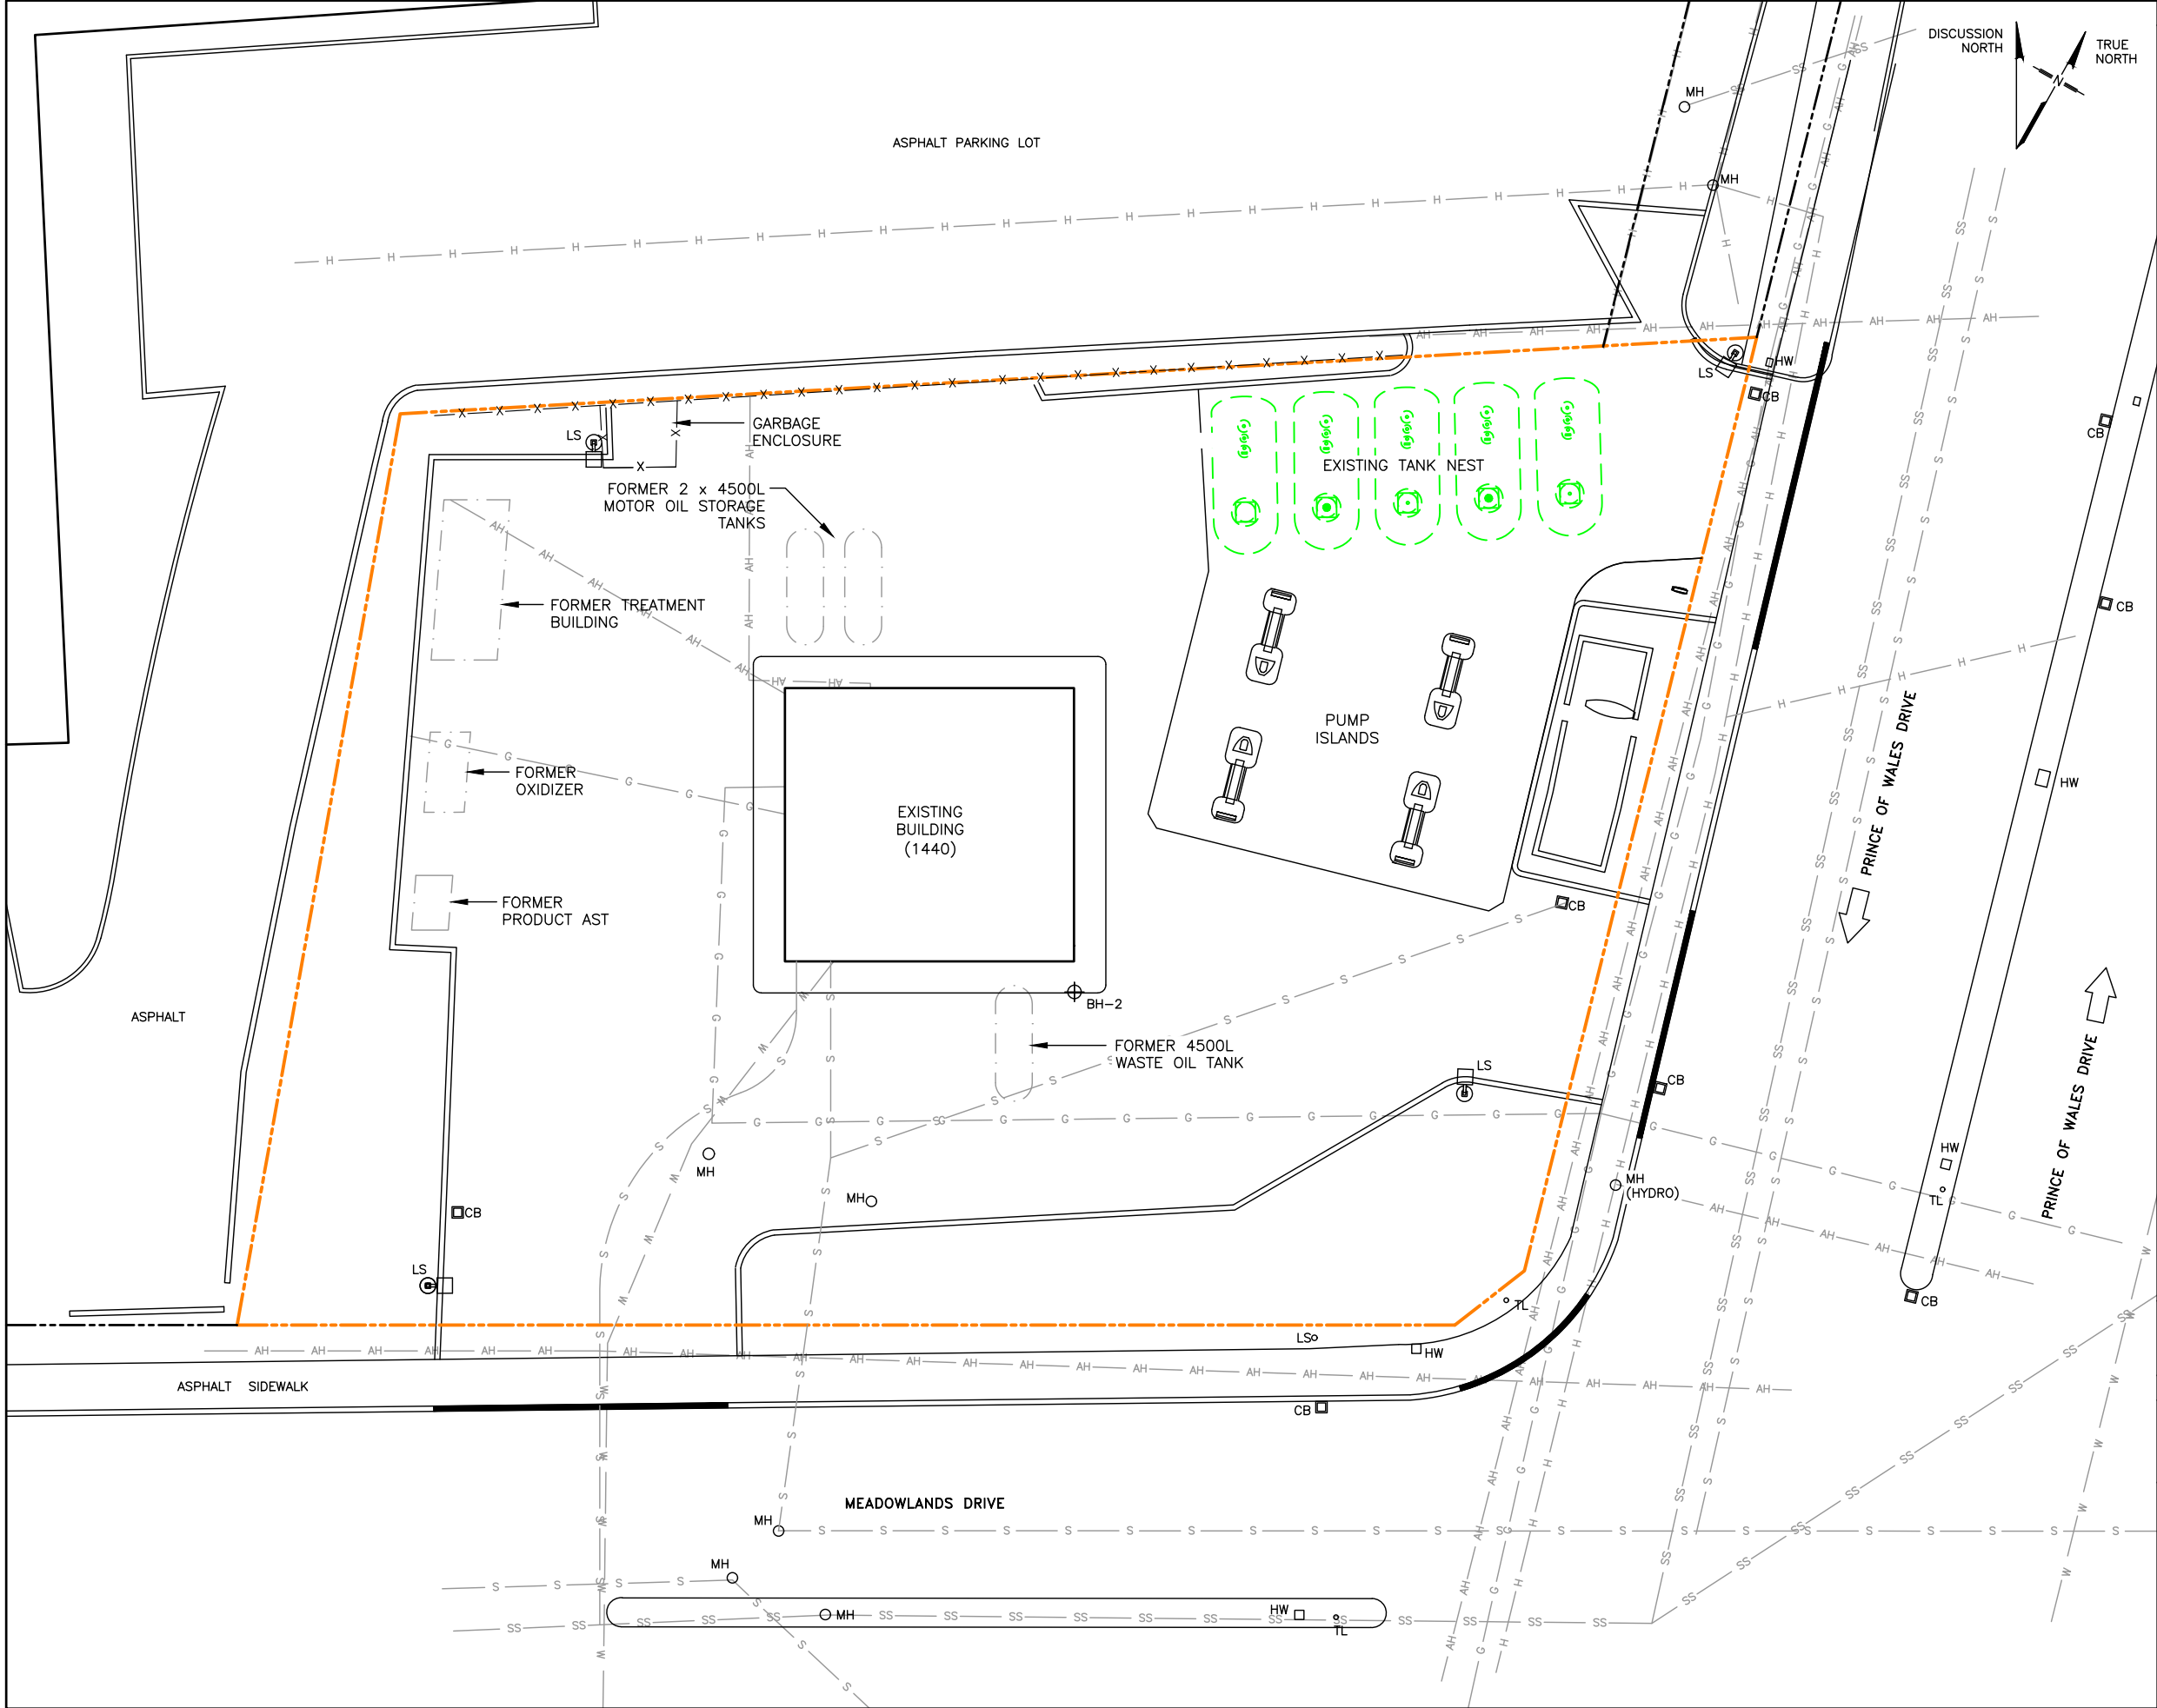 DISCUSSION
NORTH
TRUE
NORTH
N
MH
ASPHALT PARKING LOT
MH
HW
LS
CB
CB
HW
CB
LS
GARBAGE
ENCLOSURE
EXISTING TANK NEST
FORMER 2 x 4500L
MOTOR OIL STORAGE
TANKS
FORMER TREATMENT
BUILDING
PUMP
ISLANDS
FORMER
OXIDIZER
EXISTING
BUILDING
(1440)
PRINCE OF WALES DRIVE
HW
FORMER
PRODUCT AST
CB
BH-2
ASPHALT
FORMER 4500L
WASTE OIL TANK
LS
CB
PRINCE OF WALES DRIVE
MH
MH
MH
(HYDRO)
HW
TL
CB
LS
TL
CB
LS
HW
ASPHALT SIDEWALK
CB
MEADOWLANDS DRIVE
MH
MH
MH
HW
TL